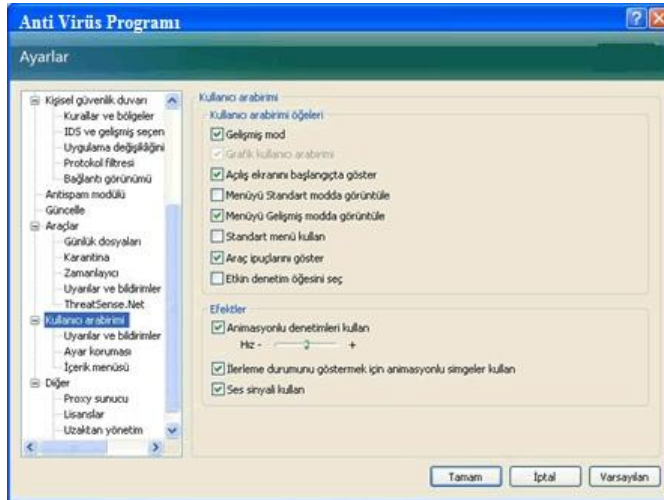 Anti Virüs Programı
Ayarlar
Kişisel güvenlik duvarı
Kurallar ve bölgeler
IDS ve gelişmiş seçen
Uygulama değişikliğini
Protokol filtresi
Bağlantı görünümü
Antispam modülü
Güncelle
Araçlar
Günlük dosyaları
Karantina
Zamanlayıcı
Uyarılar ve bildirimler
ThreatSense.Net
Kullanıcı arabirimi
Uyarılar ve bildirimler
Ayar koruması
İçerik menüsü
Diğer
Proxy sunucu
Lisanslar
Uzaktan yönetim
Kullanıcı arabirimi
Kullanıcı arabirimi öğeleri
Gelişmiş mod
Grafik kullanıcı arabirimi
Açılış ekranını başlangıçta göster
Menüyü Standart modda görüntüle
Menüyü Gelişmiş modda görüntüle
Standart menü kullan
Araç ipuçlarını göster
Etkin denetim öğesini seç
Efektler
Animasyonlu denetimleri kullan
Hız - +
İlerleme durumunu göstermek için animasyonlu simgeler kullan
Ses sinyali kullan
Tamam İptal Varsayılan